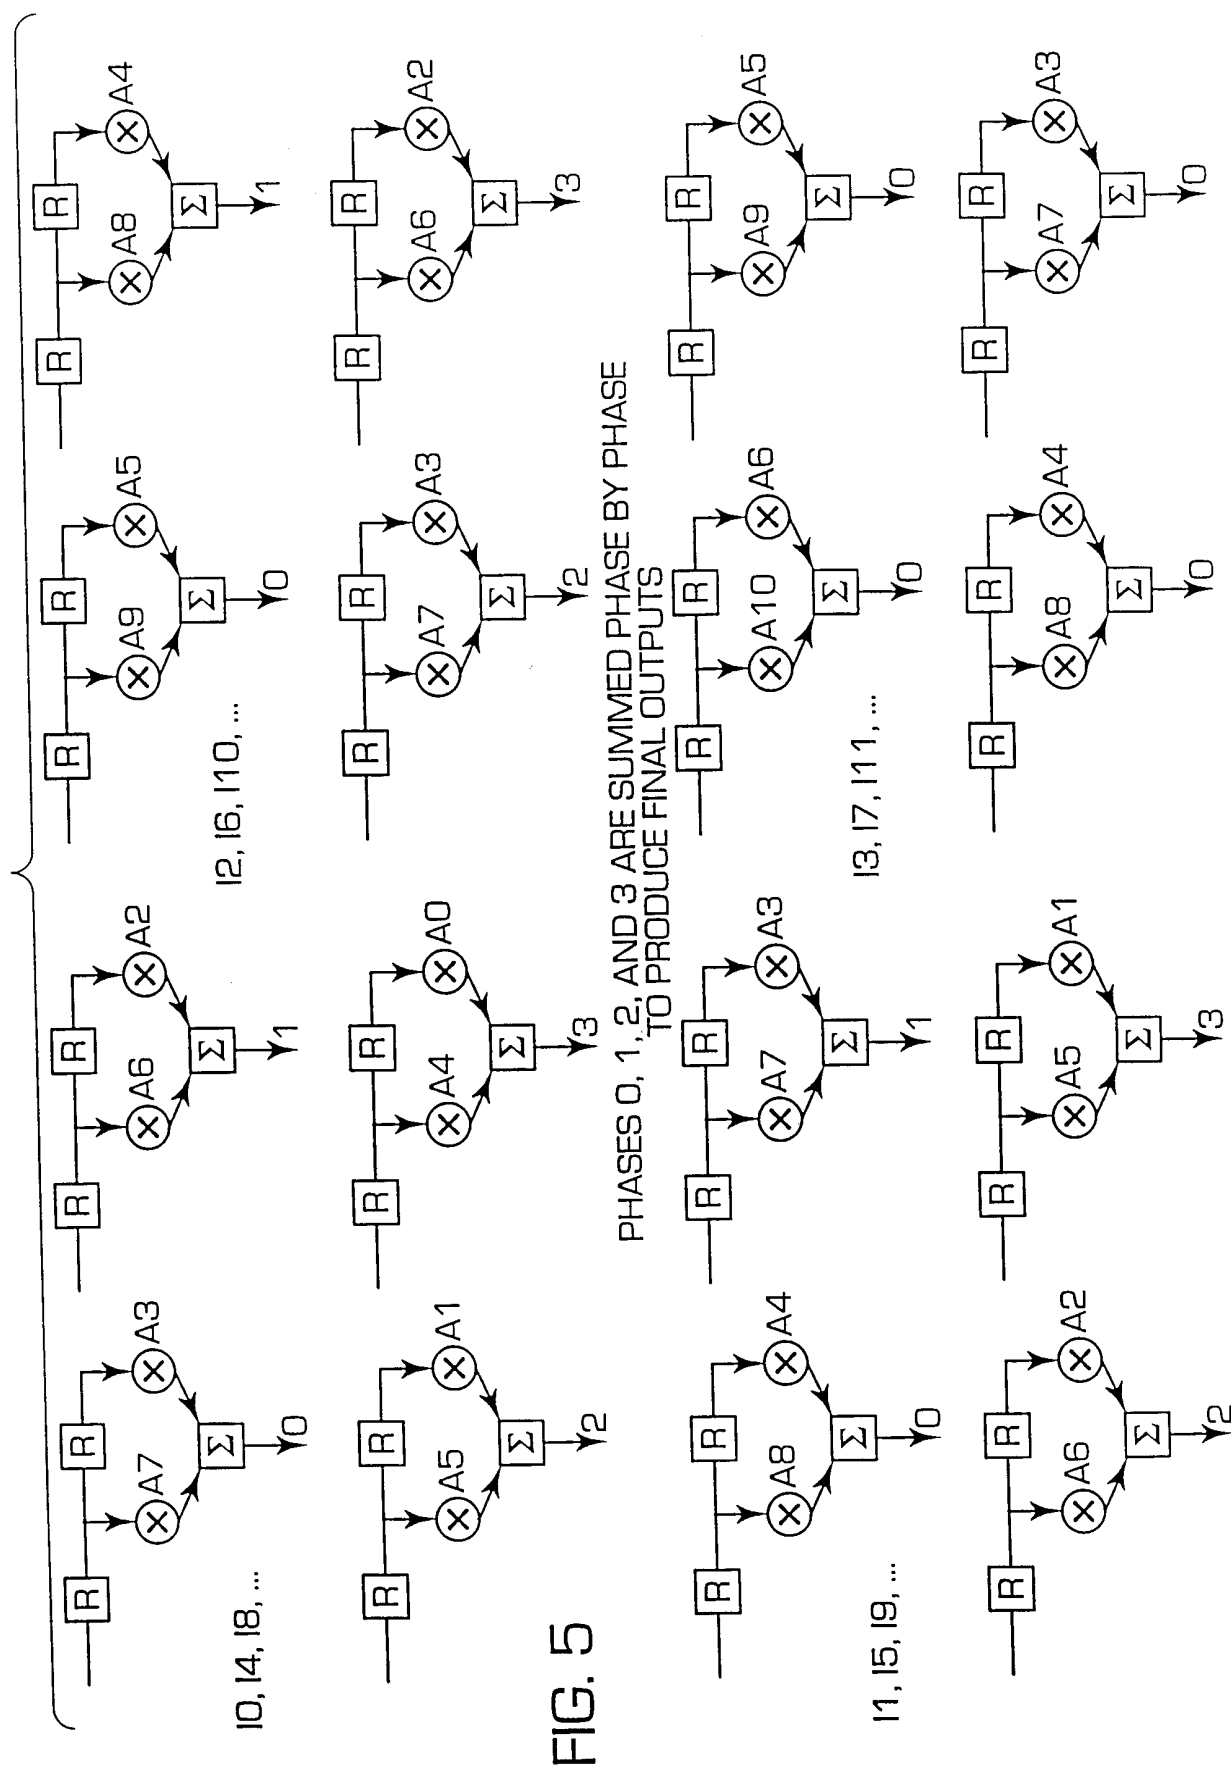 R R R R R R R R
A7 A3 A6 A2 A9 A5 A8 A4
Σ Σ Σ Σ
I0, I4, I8, ... I2, I6, I10, ...
0 1 0 1
R R R R R R R R
A5 A1 A4 A0 A7 A3 A6 A2
Σ Σ Σ Σ
2 3 2 3
FIG. 5
PHASES 0, 1, 2, AND 3 ARE SUMMED PHASE BY PHASE
TO PRODUCE FINAL OUTPUTS
R R R R R R R R
A8 A4 A7 A3 A10 A6 A9 A5
Σ Σ Σ Σ
I1, I5, I9, ... I3, I7, I11, ...
0 1 0 0
R R R R R R R R
A6 A2 A5 A1 A8 A4 A7 A3
Σ Σ Σ Σ
2 3 0 0